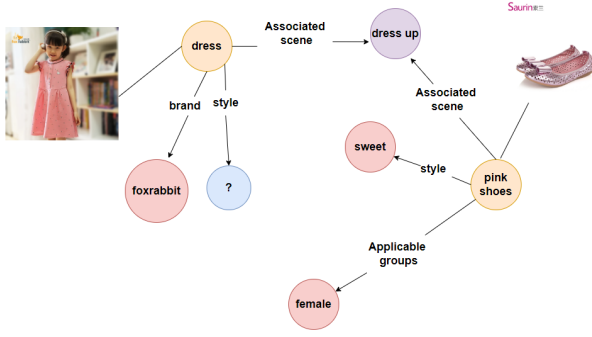 Saurin
Associated
scene
dress up
dress
brand
style
Associated
scene
sweet
style
pink
shoes
foxrabbit
?
Applicable
groups
female